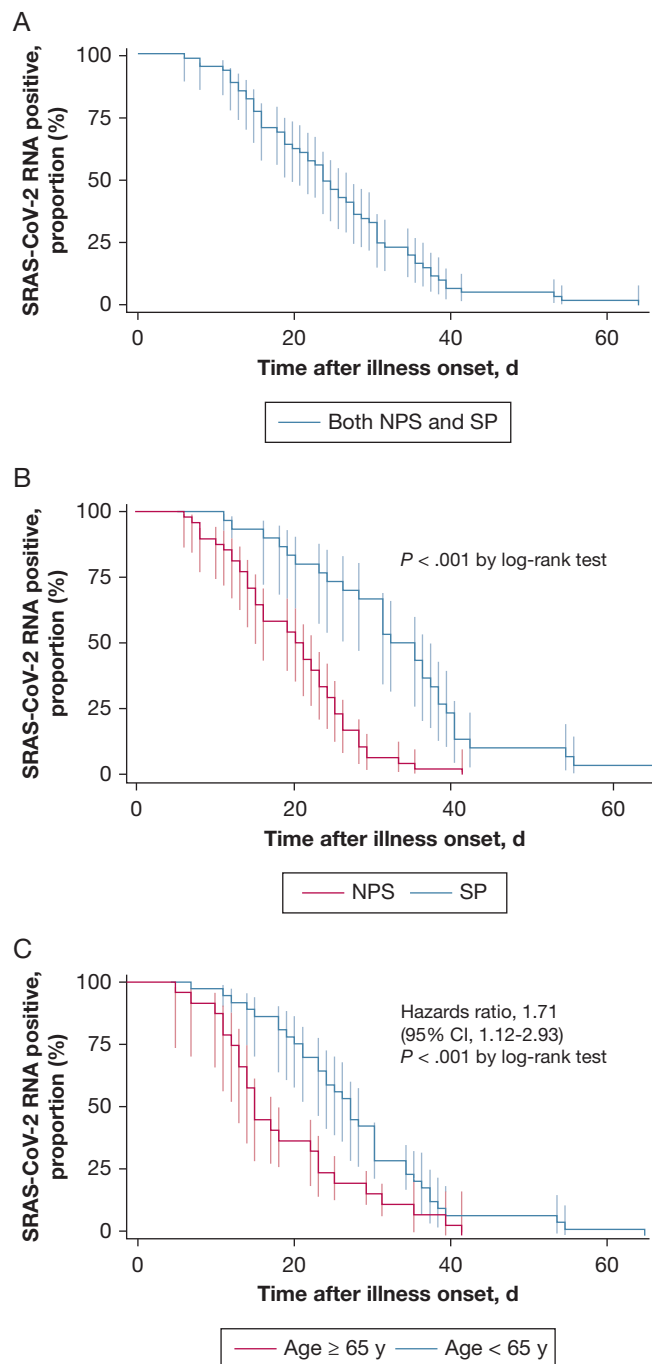 A
SRAS-CoV-2 RNA positive,
proportion (%)
100
75
50
25
0
0 20 40 60
Time after illness onset, d
Both NPS and SP
B
SRAS-CoV-2 RNA positive,
proportion (%)
100
75
50
25
0
P < .001 by log-rank test
0 20 40 60
Time after illness onset, d
NPS SP
C
SRAS-CoV-2 RNA positive,
proportion (%)
100
75
50
25
0
Hazards ratio, 1.71
(95% CI, 1.12-2.93)
P < .001 by log-rank test
0 20 40 60
Time after illness onset, d
Age ≥ 65 y Age < 65 y